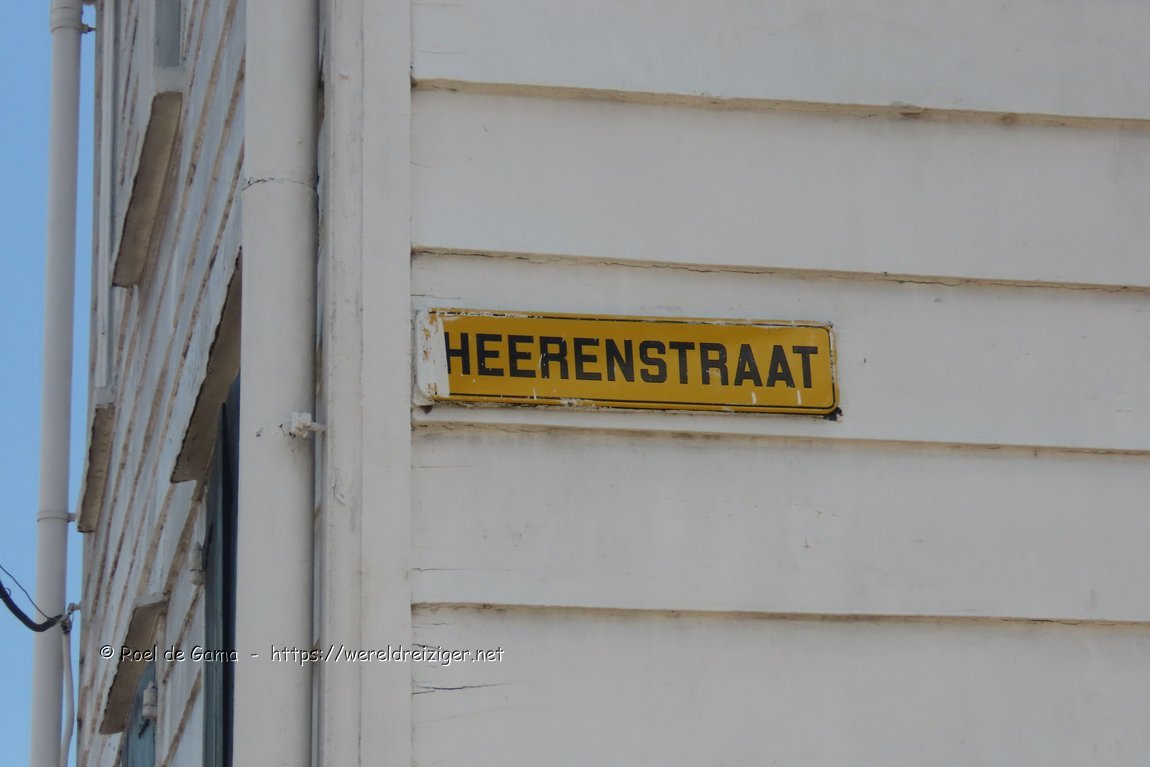 HEERENSTRAAT
© Roel de Gama - https://wereldreiziger.net